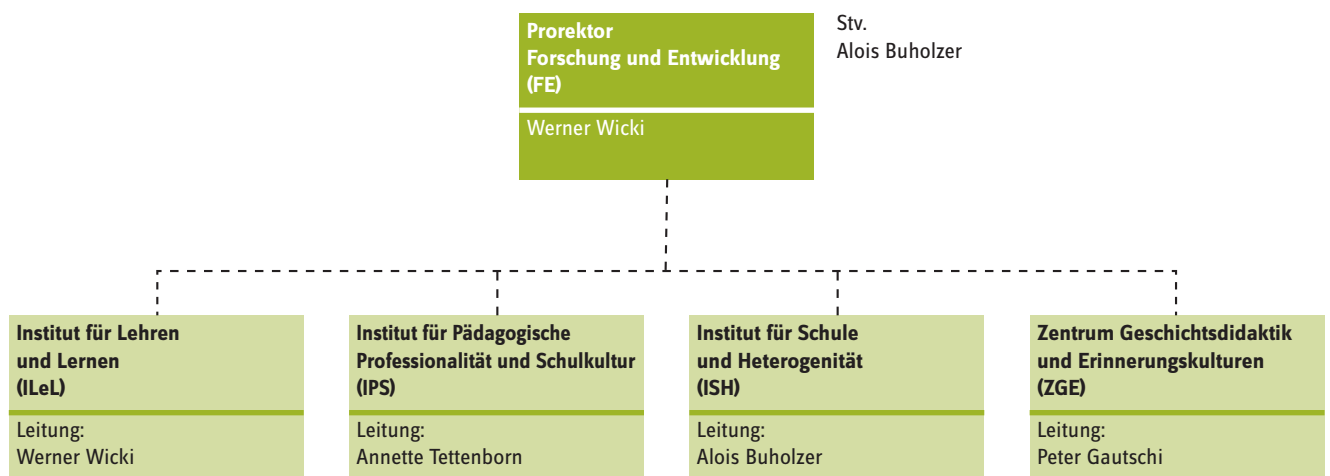 Prorektor
Forschung und Entwicklung
(FE)
Werner Wicki
Stv.
Alois Buholzer
Institut für Lehren
und Lernen
(ILeL)
Leitung:
Werner Wicki
Institut für Pädagogische
Professionalität und Schulkultur
(IPS)
Leitung:
Annette Tettenborn
Institut für Schule
und Heterogenität
(ISH)
Leitung:
Alois Buholzer
Zentrum Geschichtsdidaktik
und Erinnerungskulturen
(ZGE)
Leitung:
Peter Gautschi